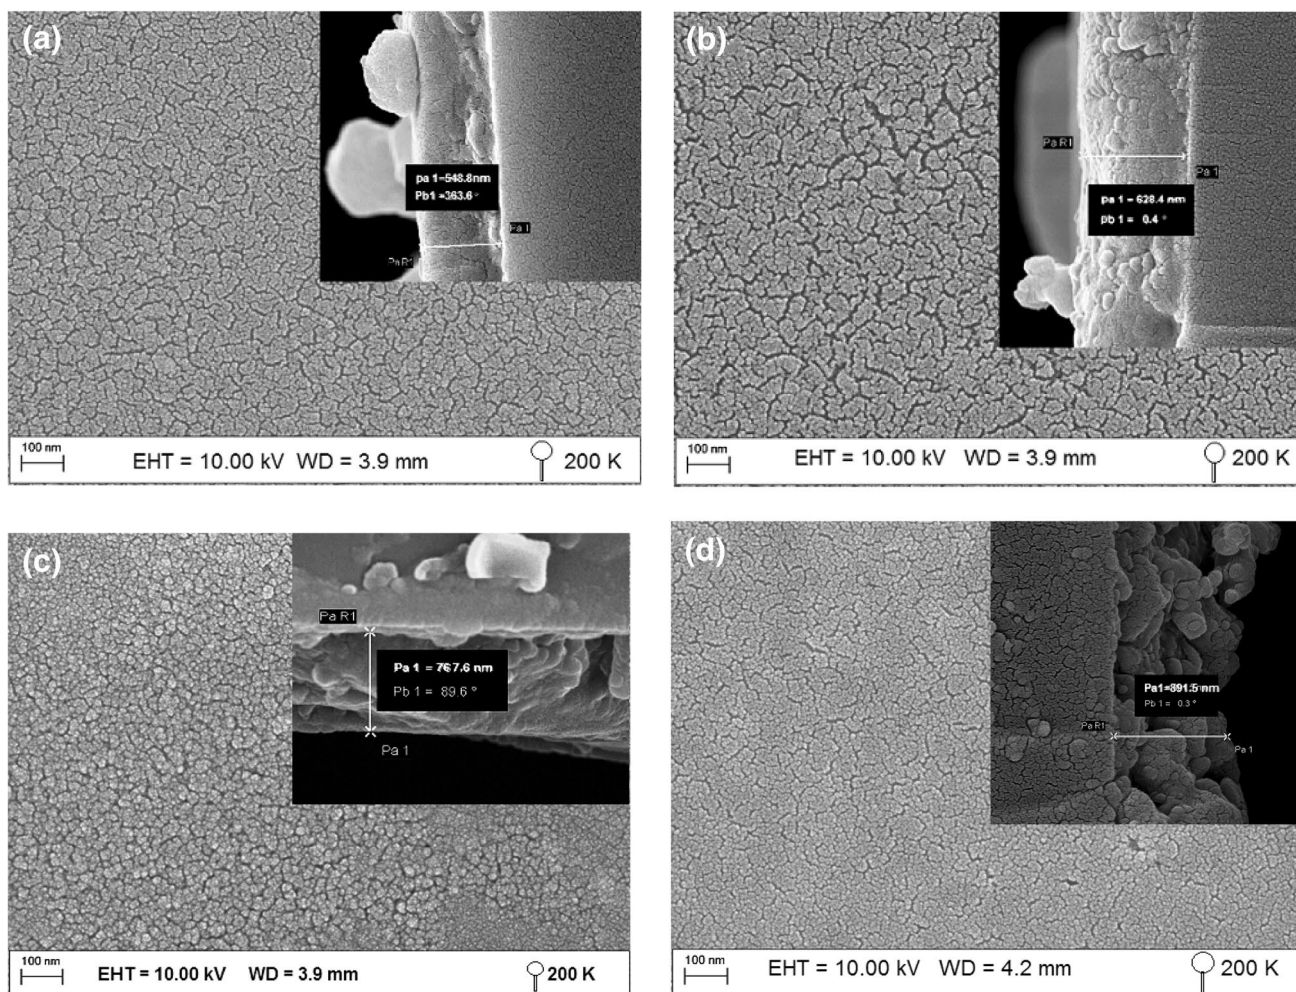 (a)
pa 1=548.8nm
Pb1 =363.6°
Pa 1
Pa R1
100 nm
EHT = 10.00 kV WD = 3.9 mm
200 K
(b)
Pa R1
Pa 1
pa 1 = 628.4 nm
pb 1 = 0.4 °
100 nm
EHT = 10.00 kV WD = 3.9 mm
200 K
(c)
Pa R1
Pa 1 = 767.6 nm
Pb 1 = 89.6 °
Pa 1
100 nm
EHT = 10.00 kV WD = 3.9 mm
200 K
(d)
Pa1=891.5nm
Pb 1 = 0.3 °
Pa R1
Pa 1
100 nm
EHT = 10.00 kV WD = 4.2 mm
200 K